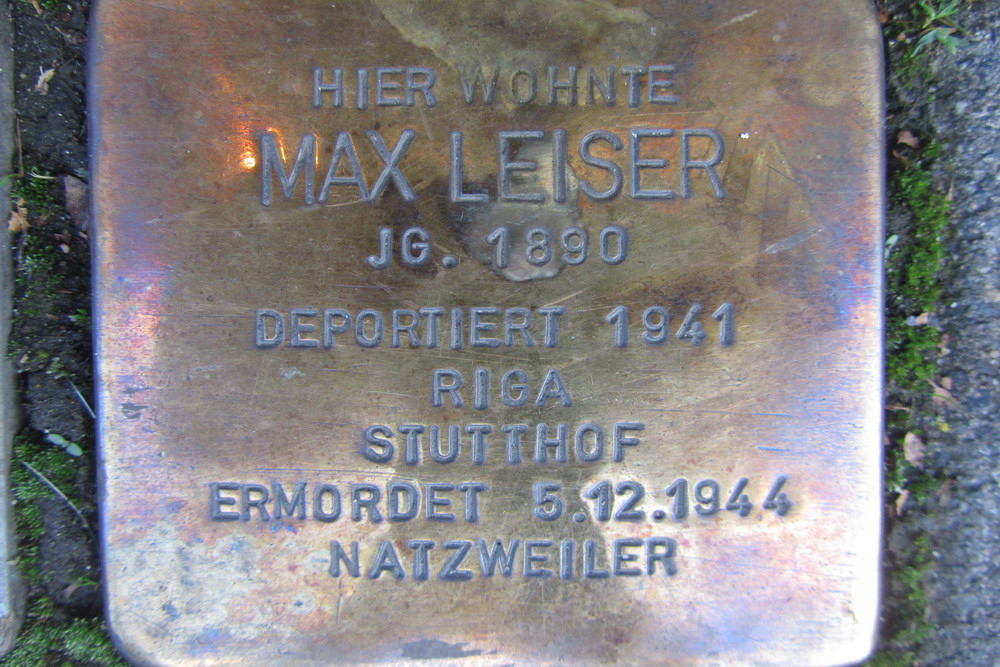 HIER WOHNTE
MAX LEISER
JG. 1890
DEPORTIERT 1941
RIGA
STUTTHOF
ERMORDET 5.12.1944
NATZWEILER